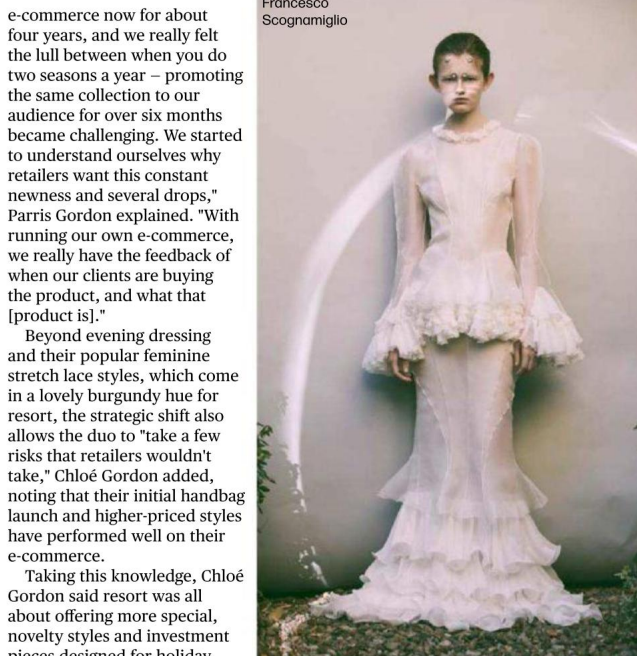 e-commerce now for about
four years, and we really felt
the lull between when you do
two seasons a year — promoting
the same collection to our
audience for over six months
became challenging. We started
to understand ourselves why
retailers want this constant
newness and several drops,"
Parris Gordon explained. "With
running our own e-commerce,
we really have the feedback of
when our clients are buying
the product, and what that
[product is]."
Beyond evening dressing
and their popular feminine
stretch lace styles, which come
in a lovely burgundy hue for
resort, the strategic shift also
allows the duo to "take a few
risks that retailers wouldn't
take," Chloé Gordon added,
noting that their initial handbag
launch and higher-priced styles
have performed well on their
e-commerce.
Taking this knowledge, Chloé
Gordon said resort was all
about offering more special,
novelty styles and investment
pieces designed for holiday
Francesco
Scognamiglio